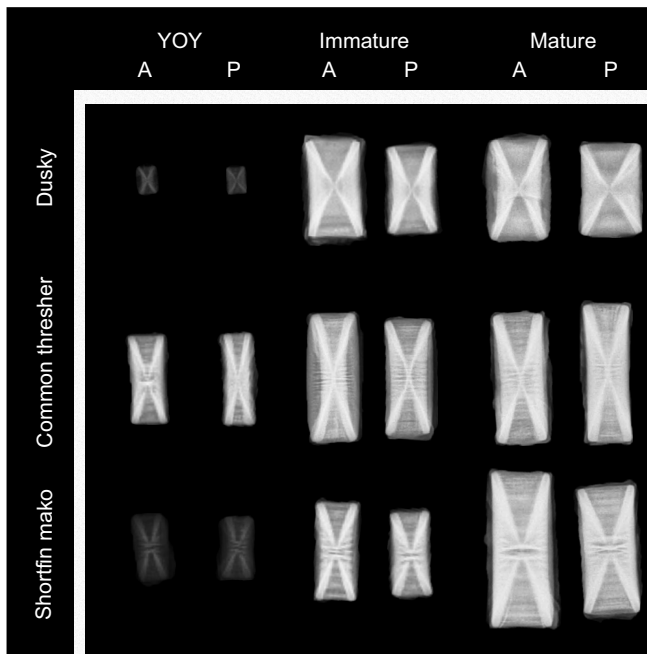 YOY Immature Mature
A P A P A P
Dusky
Common thresher
Shortfin mako